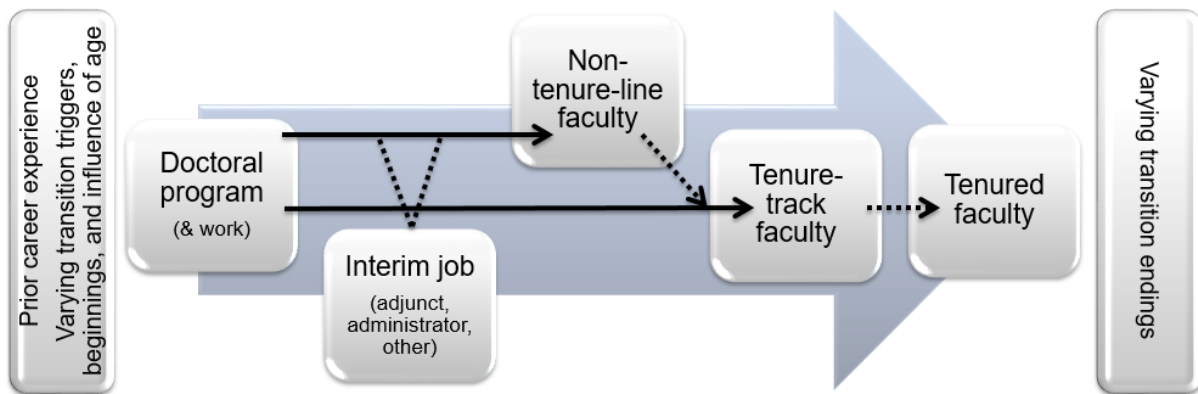 Prior career experience
Varying transition triggers,
beginnings, and influence of age
Doctoral
program
(& work)
Interim job
(adjunct,
administrator,
other)
Non-
tenure-line
faculty
Tenure-
track
faculty
Tenured
faculty
Varying transition endings